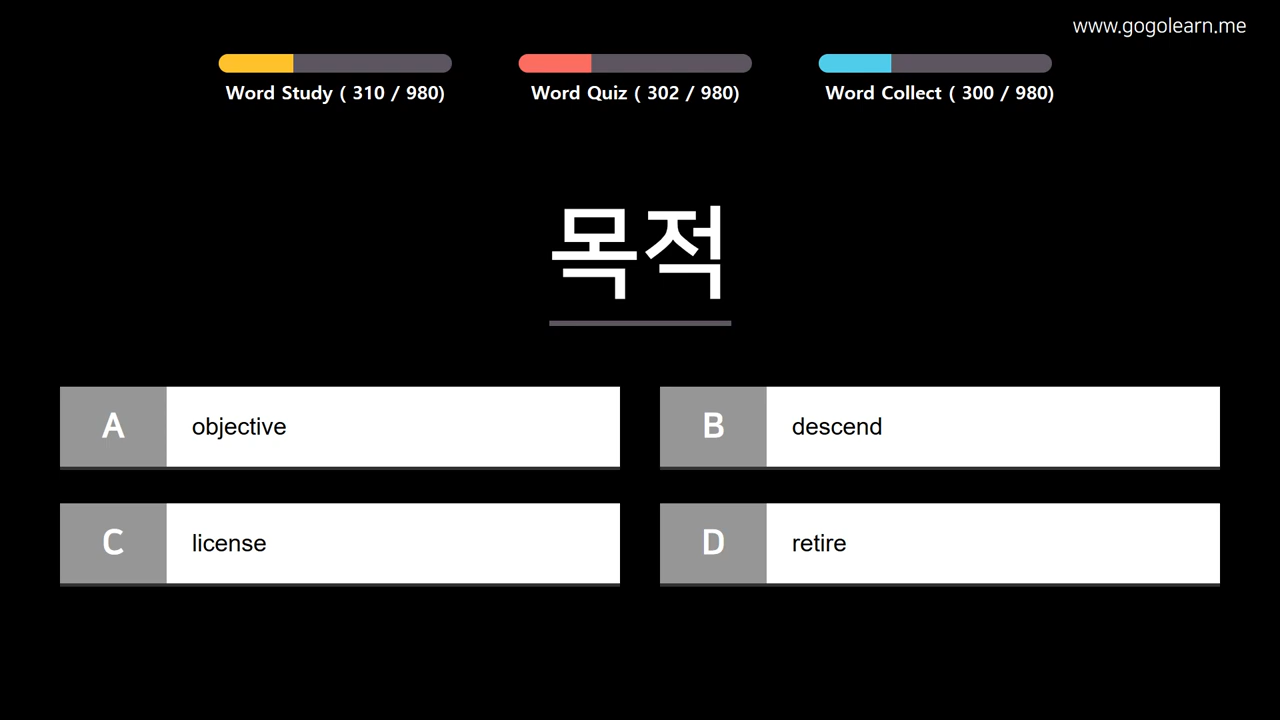 www.gogolearn.me
Word Study ( 310 / 980)
Word Quiz ( 302 / 980)
Word Collect ( 300 / 980)
목적
A objective
B descend
C license
D retire